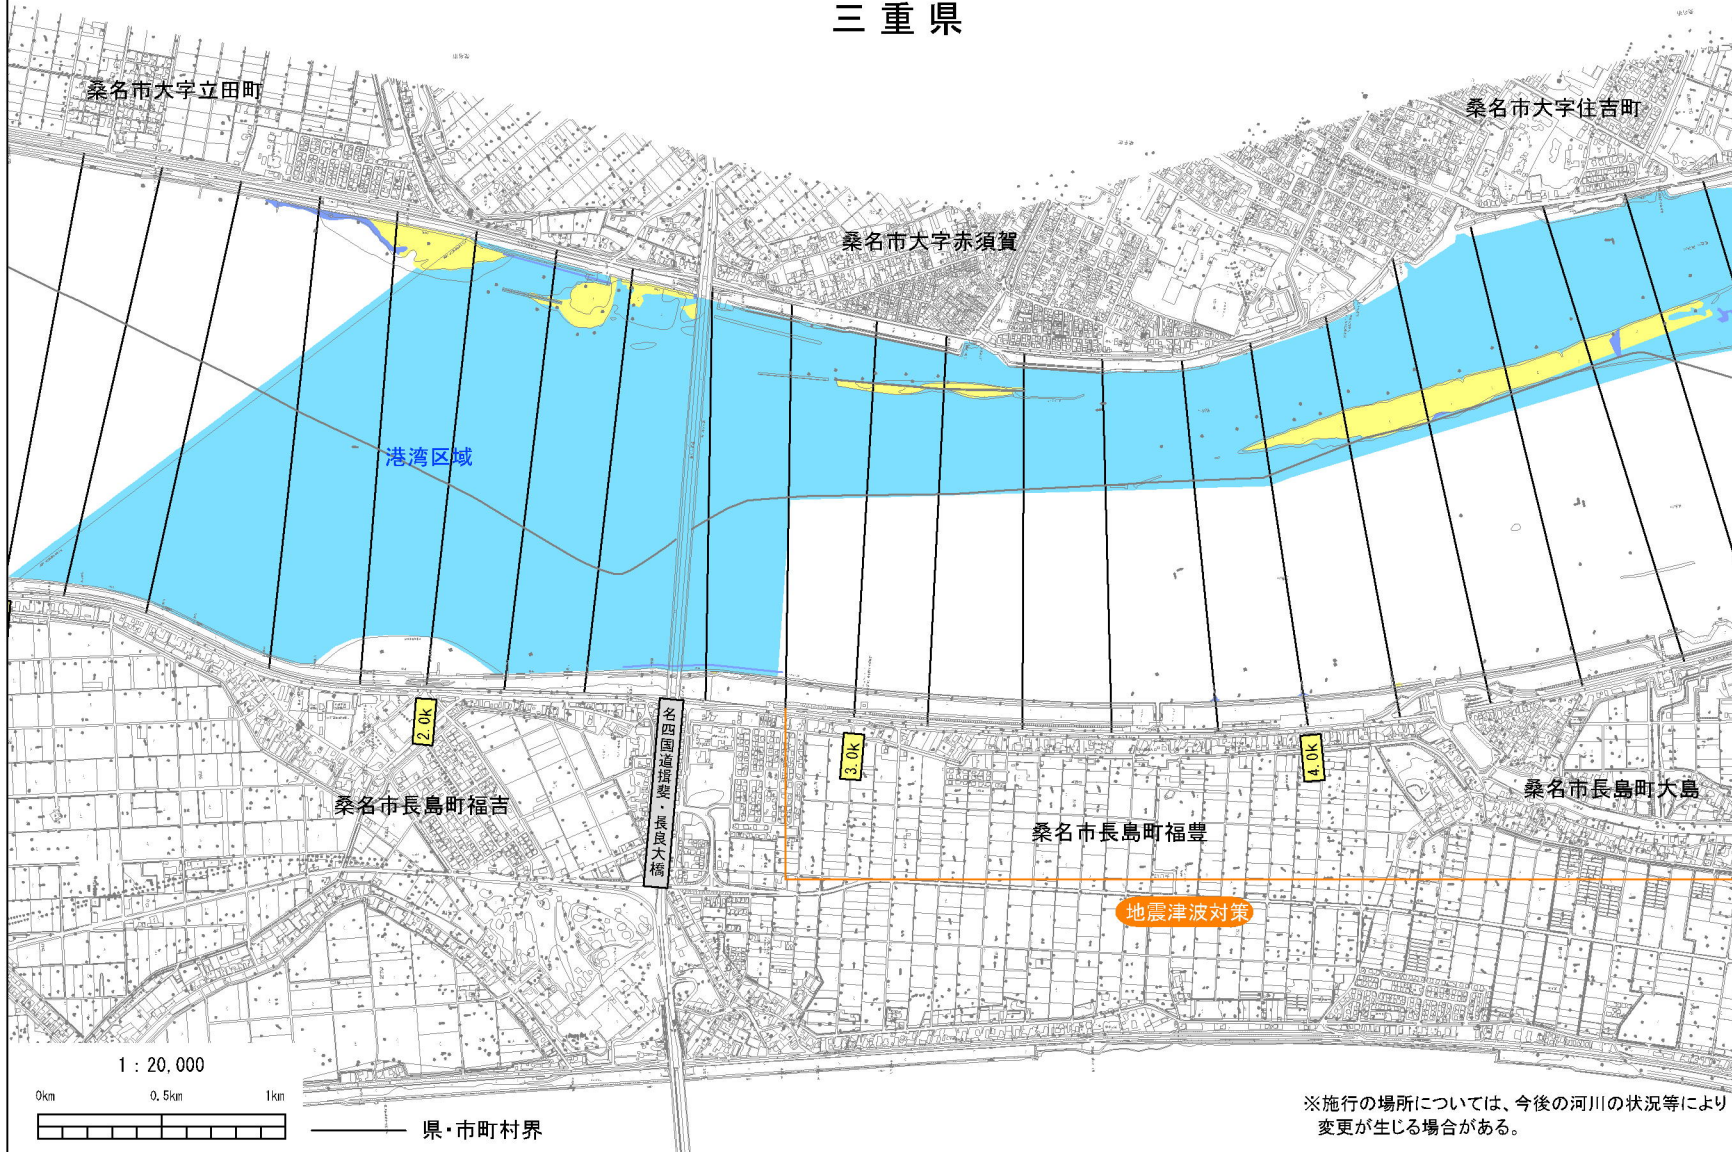 三重県
桑名市大字立田町
桑名市大字住吉町
桑名市大字赤須賀
港湾区域
2.0k
名四国道揖斐・長良大橋
3.0k
4.0k
桑名市長島町福吉
桑名市長島町福豊
桑名市長島町大島
地震津波対策
1：20,000
0km 0.5km 1km
県・市町村界
※施行の場所については、今後の河川の状況等により
変更が生じる場合がある。